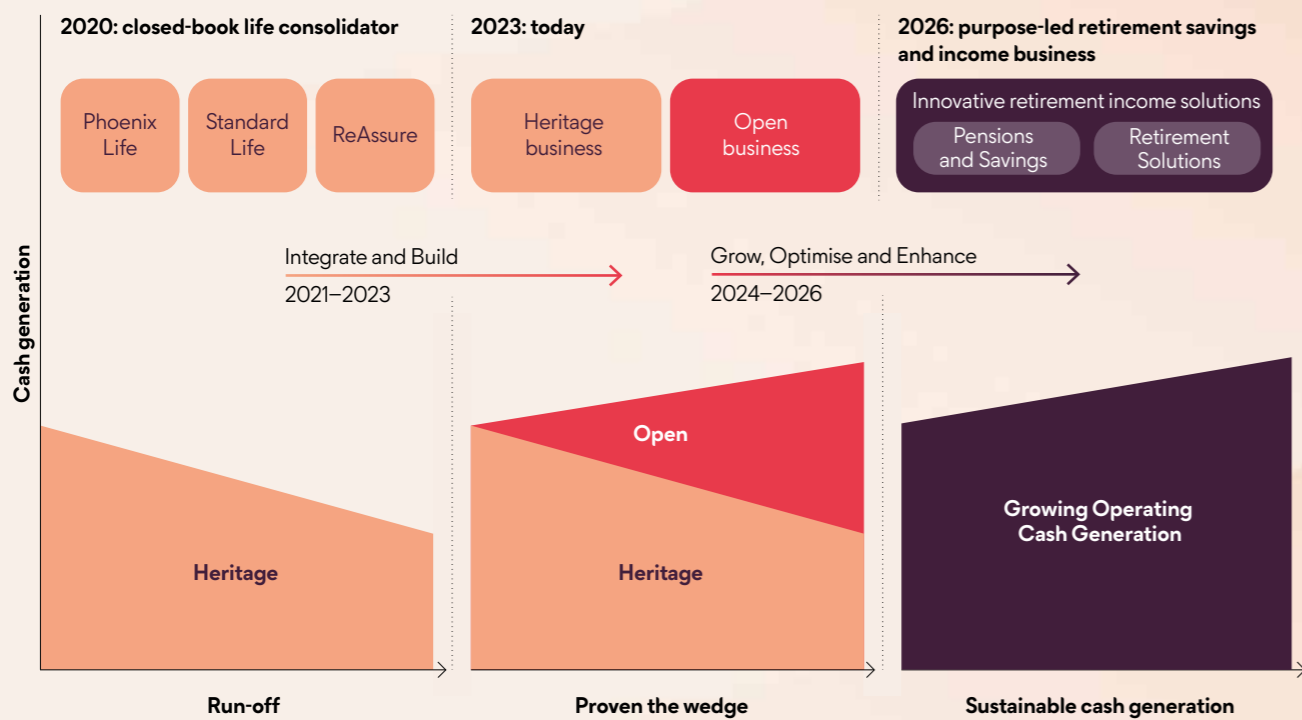 2020: closed-book life consolidator
Phoenix
Life
Standard
Life
ReAssure
2023: today
Heritage
business
Open
business
2026: purpose-led retirement savings
and income business
Innovative retirement income solutions
Pensions
and Savings
Retirement
Solutions
Integrate and Build
2021–2023
Grow, Optimise and Enhance
2024–2026
Cash generation
Heritage
Open
Heritage
Growing Operating
Cash Generation
Run-off
Proven the wedge
Sustainable cash generation